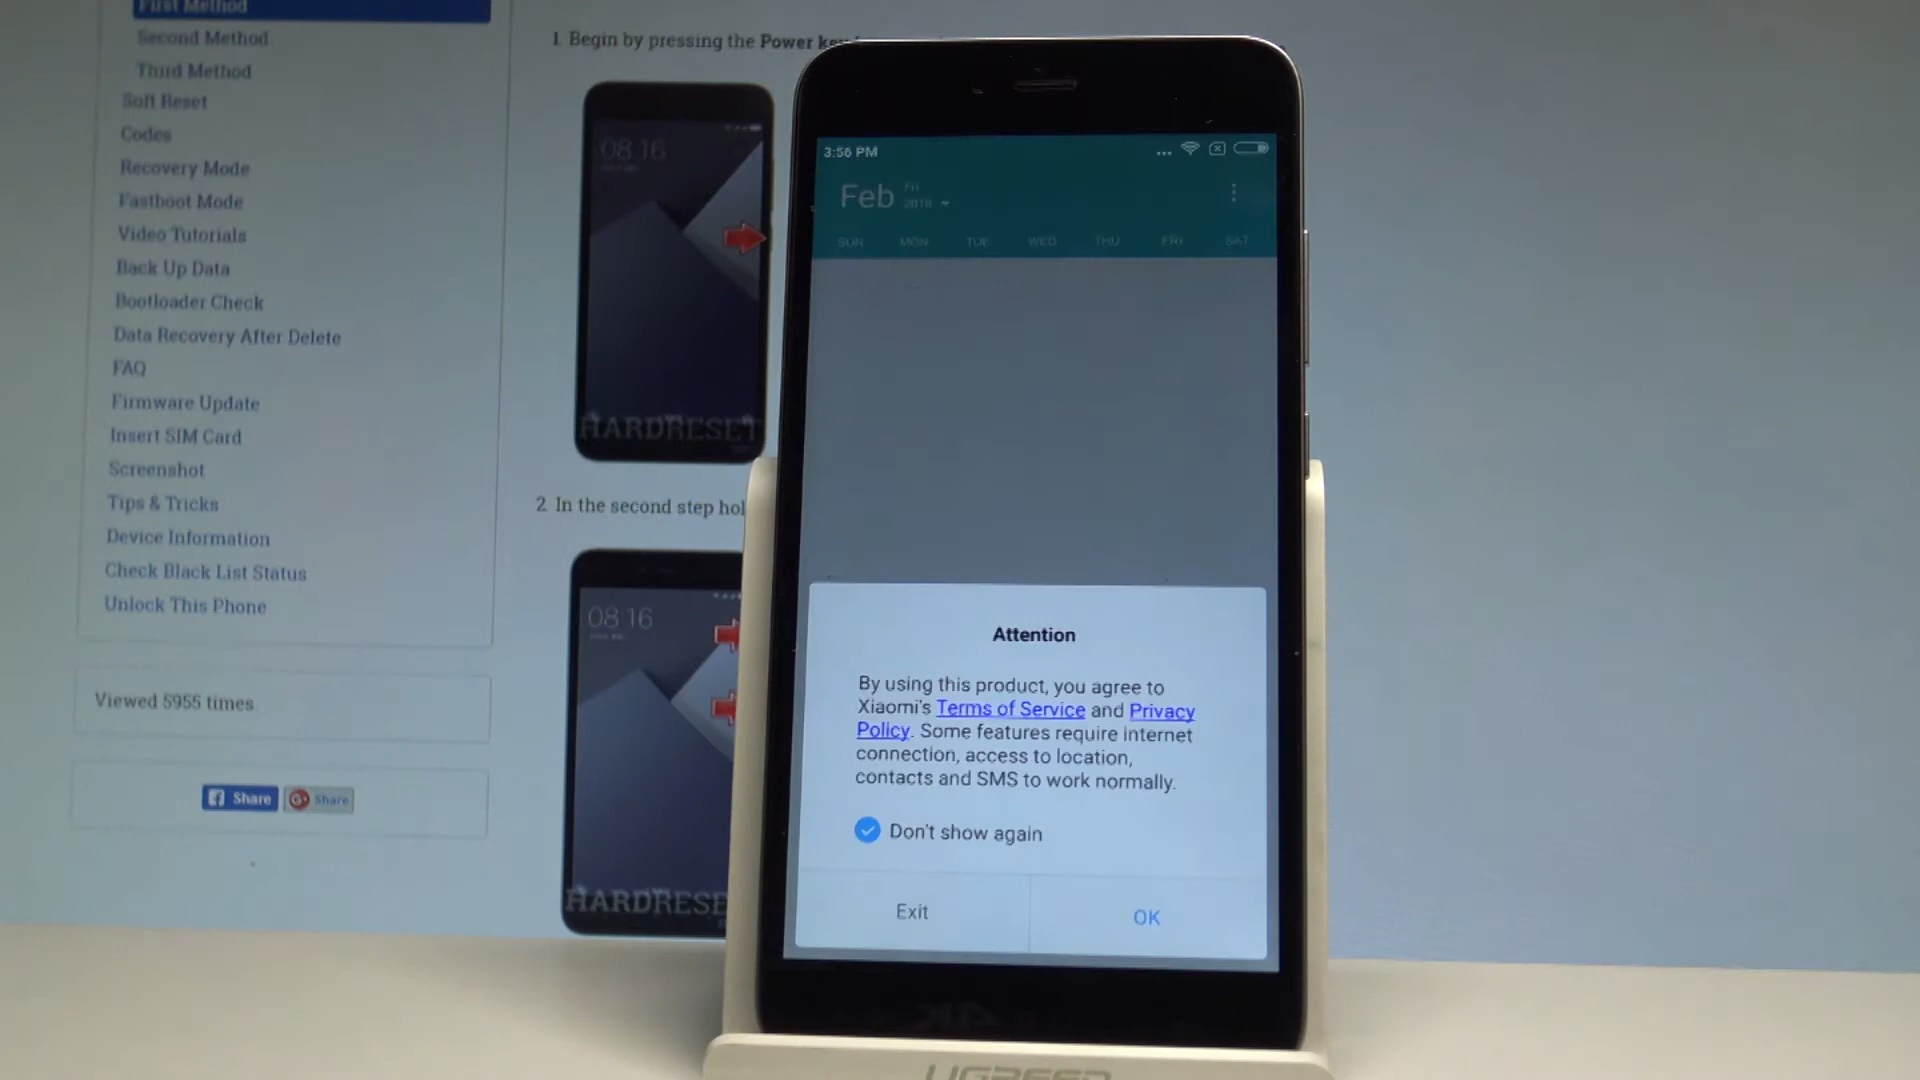 First Method
Second Method
Third Method
Soft Reset
Codes
Recovery Mode
Fastboot Mode
Video Tutorials
Back Up Data
Bootloader Check
Data Recovery After Delete
FAQ
Firmware Update
Insert SIM Card
Screenshot
Tips & Tricks
Device Information
Check Black List Status
Unlock This Phone
Viewed 5955 times
Share
Share
1. Begin by pressing the Power key
08 16
HARDRESET
2. In the second step hol
08 16
HARDRESE
3:56 PM
Feb
Fri
2018
SUN MON TUE WED THU FRI SAT
Attention
By using this product, you agree to
Xiaomi's Terms of Service and Privacy
Policy. Some features require internet
connection, access to location,
contacts and SMS to work normally.
Don't show again
Exit OK
UGREEN